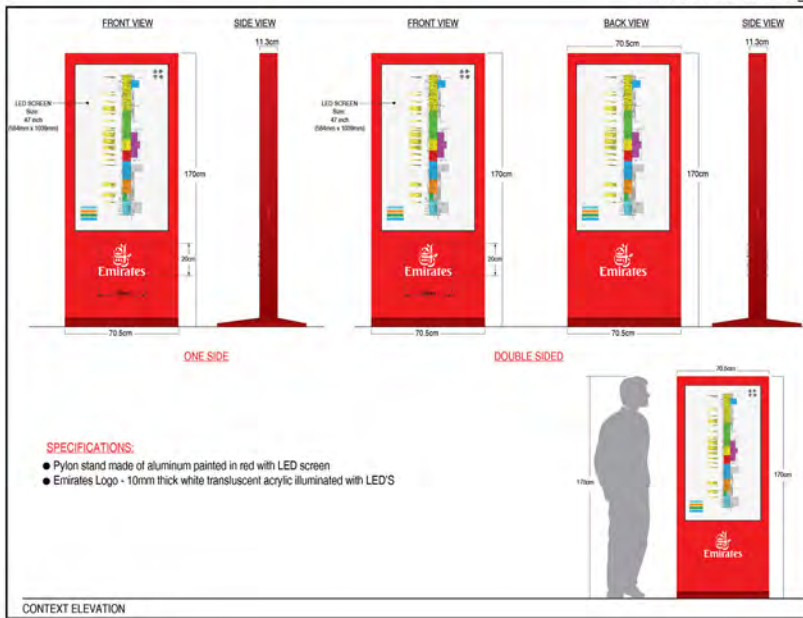 FRONT VIEW
SIDE VIEW
FRONT VIEW
BACK VIEW
SIDE VIEW
11.3cm
70.5cm
11.3cm
LED SCREEN
Size:
47 inch
(584mm x 1039mm)
LED SCREEN
Size:
47 inch
(584mm x 1039mm)
170cm
170cm
170cm
20cm
20cm
Emirates
Emirates
Emirates
70.5cm
70.5cm
70.5cm
ONE SIDE
DOUBLE SIDED
70.5cm
SPECIFICATIONS:
● Pylon stand made of aluminum painted in red with LED screen
● Emirates Logo - 10mm thick white transluscent acrylic illuminated with LED'S
170cm
170cm
Emirates
CONTEXT ELEVATION